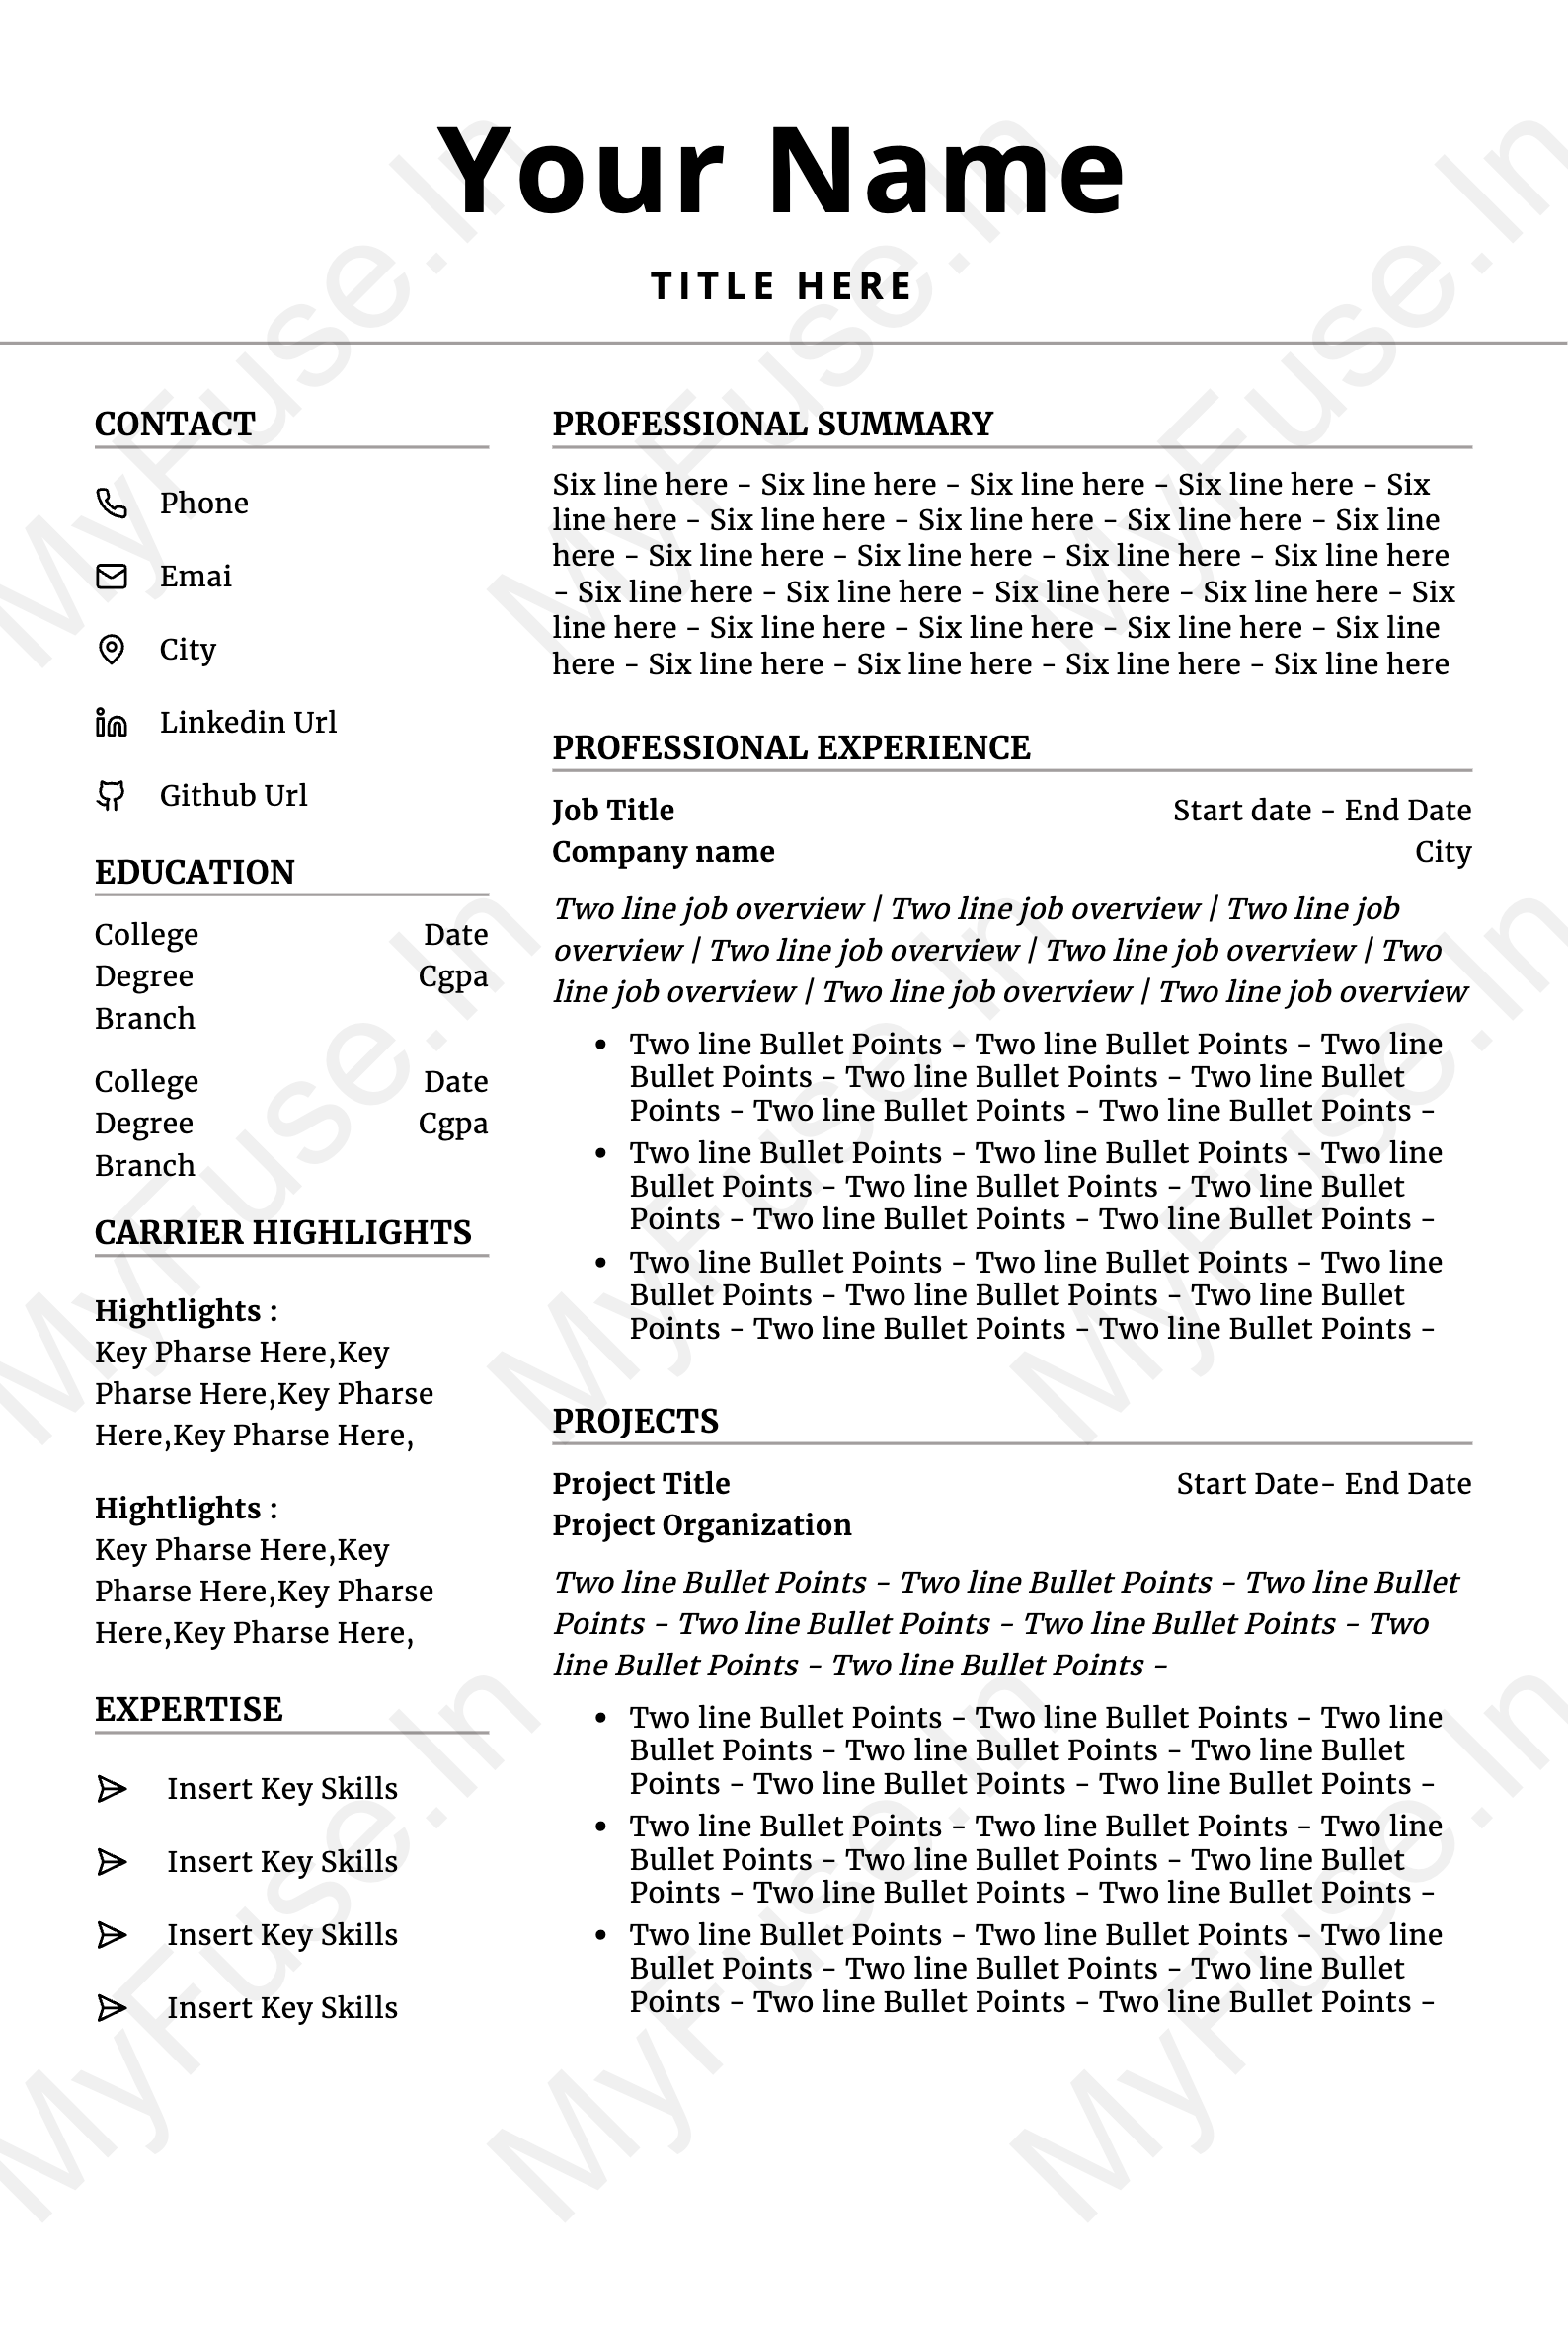 Your Name
TITLE HERE
CONTACT
Phone
Emai
City
Linkedin Url
Github Url
EDUCATION
College Date
Degree Cgpa
Branch
College Date
Degree Cgpa
Branch
CARRIER HIGHLIGHTS
Hightlights :
Key Pharse Here,Key
Pharse Here,Key Pharse
Here,Key Pharse Here,
Hightlights :
Key Pharse Here,Key
Pharse Here,Key Pharse
Here,Key Pharse Here,
EXPERTISE
Insert Key Skills
Insert Key Skills
Insert Key Skills
Insert Key Skills
PROFESSIONAL SUMMARY
Six line here - Six line here - Six line here - Six line here - Six
line here - Six line here - Six line here - Six line here - Six line
here - Six line here - Six line here - Six line here - Six line here
- Six line here - Six line here - Six line here - Six line here - Six
line here - Six line here - Six line here - Six line here - Six line
here - Six line here - Six line here - Six line here - Six line here
PROFESSIONAL EXPERIENCE
Job Title Start date - End Date
Company name City
Two line job overview | Two line job overview | Two line job
overview | Two line job overview | Two line job overview | Two
line job overview | Two line job overview | Two line job overview
• Two line Bullet Points - Two line Bullet Points - Two line
Bullet Points - Two line Bullet Points - Two line Bullet
Points - Two line Bullet Points - Two line Bullet Points -
• Two line Bullet Points - Two line Bullet Points - Two line
Bullet Points - Two line Bullet Points - Two line Bullet
Points - Two line Bullet Points - Two line Bullet Points -
• Two line Bullet Points - Two line Bullet Points - Two line
Bullet Points - Two line Bullet Points - Two line Bullet
Points - Two line Bullet Points - Two line Bullet Points -
PROJECTS
Project Title Start Date- End Date
Project Organization
Two line Bullet Points - Two line Bullet Points - Two line Bullet
Points - Two line Bullet Points - Two line Bullet Points - Two
line Bullet Points - Two line Bullet Points -
• Two line Bullet Points - Two line Bullet Points - Two line
Bullet Points - Two line Bullet Points - Two line Bullet
Points - Two line Bullet Points - Two line Bullet Points -
• Two line Bullet Points - Two line Bullet Points - Two line
Bullet Points - Two line Bullet Points - Two line Bullet
Points - Two line Bullet Points - Two line Bullet Points -
• Two line Bullet Points - Two line Bullet Points - Two line
Bullet Points - Two line Bullet Points - Two line Bullet
Points - Two line Bullet Points - Two line Bullet Points -
MyFuse.In
MyFuse.In
MyFuse.In
MyFuse.In
MyFuse.In
MyFuse.In
MyFuse.In
MyFuse.In
MyFuse.In